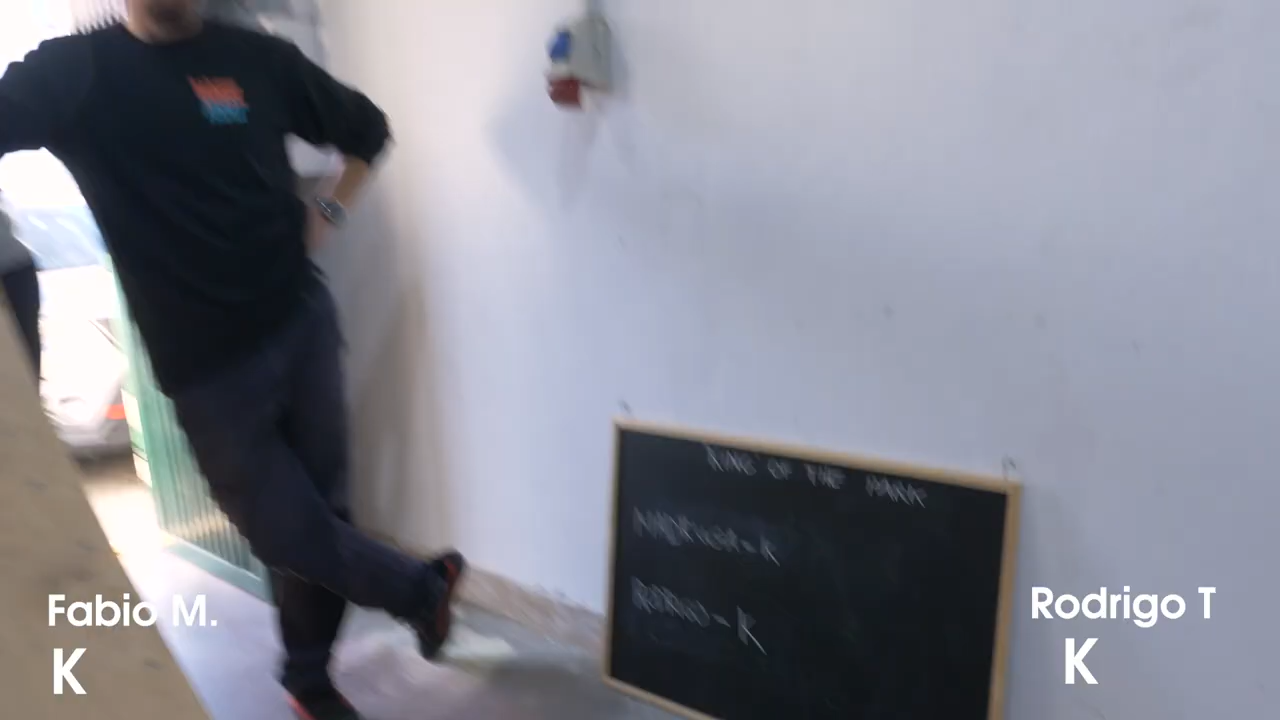 KING OF THE PARK
- K
- K
Fabio M.
K
Rodrigo T
K